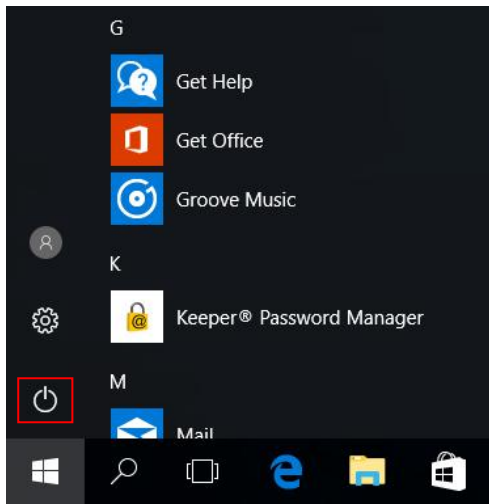 G
Get Help
Get Office
Groove Music
K
Keeper® Password Manager
M
Mail